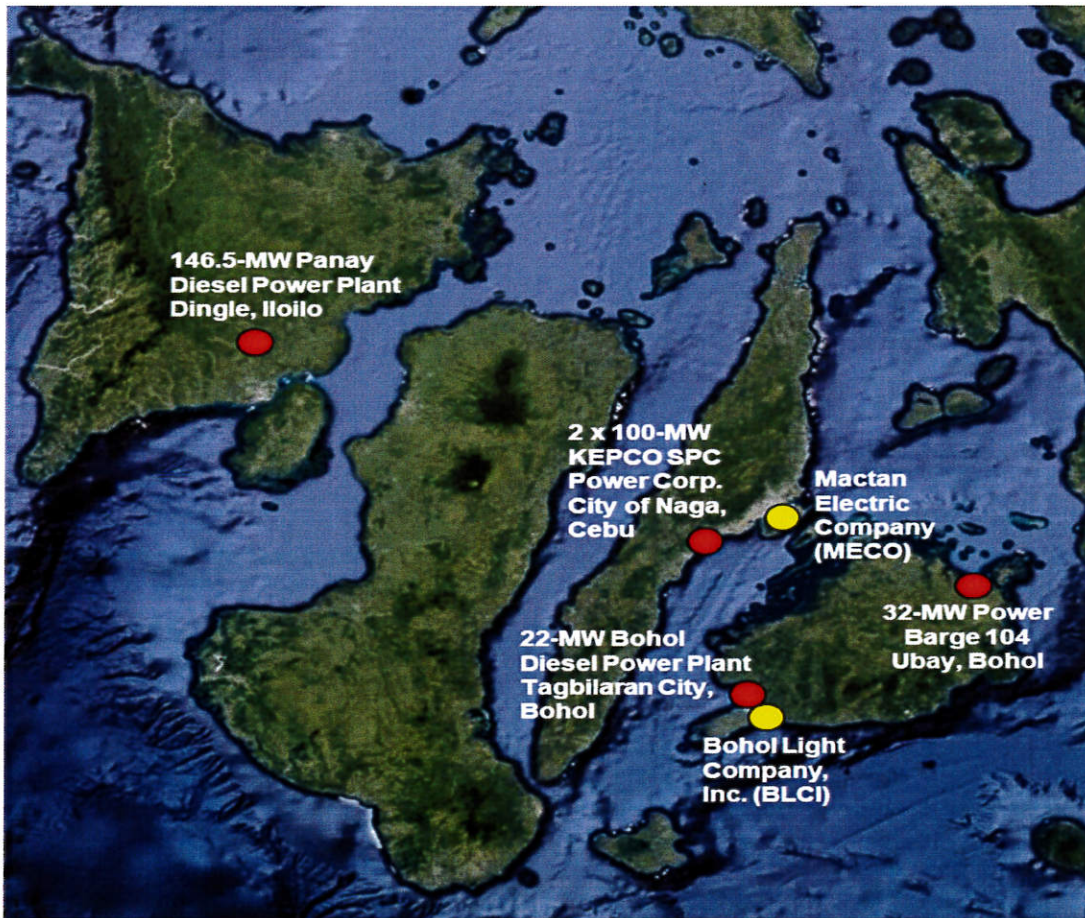 146.5-MW Panay
Diesel Power Plant
Dingle, Iloilo
2 x 100-MW
KEPCO SPC
Power Corp.
City of Naga,
Cebu
Mactan
Electric
Company
(MECO)
32-MW Power
Barge 104
Ubay, Bohol
22-MW Bohol
Diesel Power Plant
Tagbilaran City,
Bohol
Bohol Light
Company,
Inc. (BLCI)